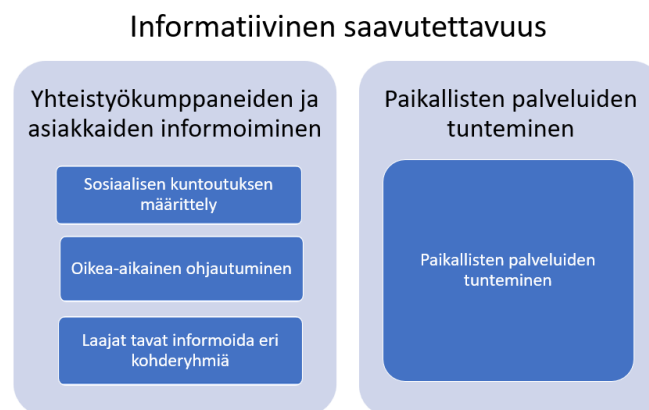 Informatiivinen saavutettavuus
Yhteistyökumppaneiden ja
asiakkaiden informoiminen
Sosiaalisen kuntoutuksen
määrittely
Oikea-aikainen ohjautuminen
Laajat tavat informoida eri
kohderyhmiä
Paikallisten palveluiden
tunteminen
Paikallisten palveluiden
tunteminen